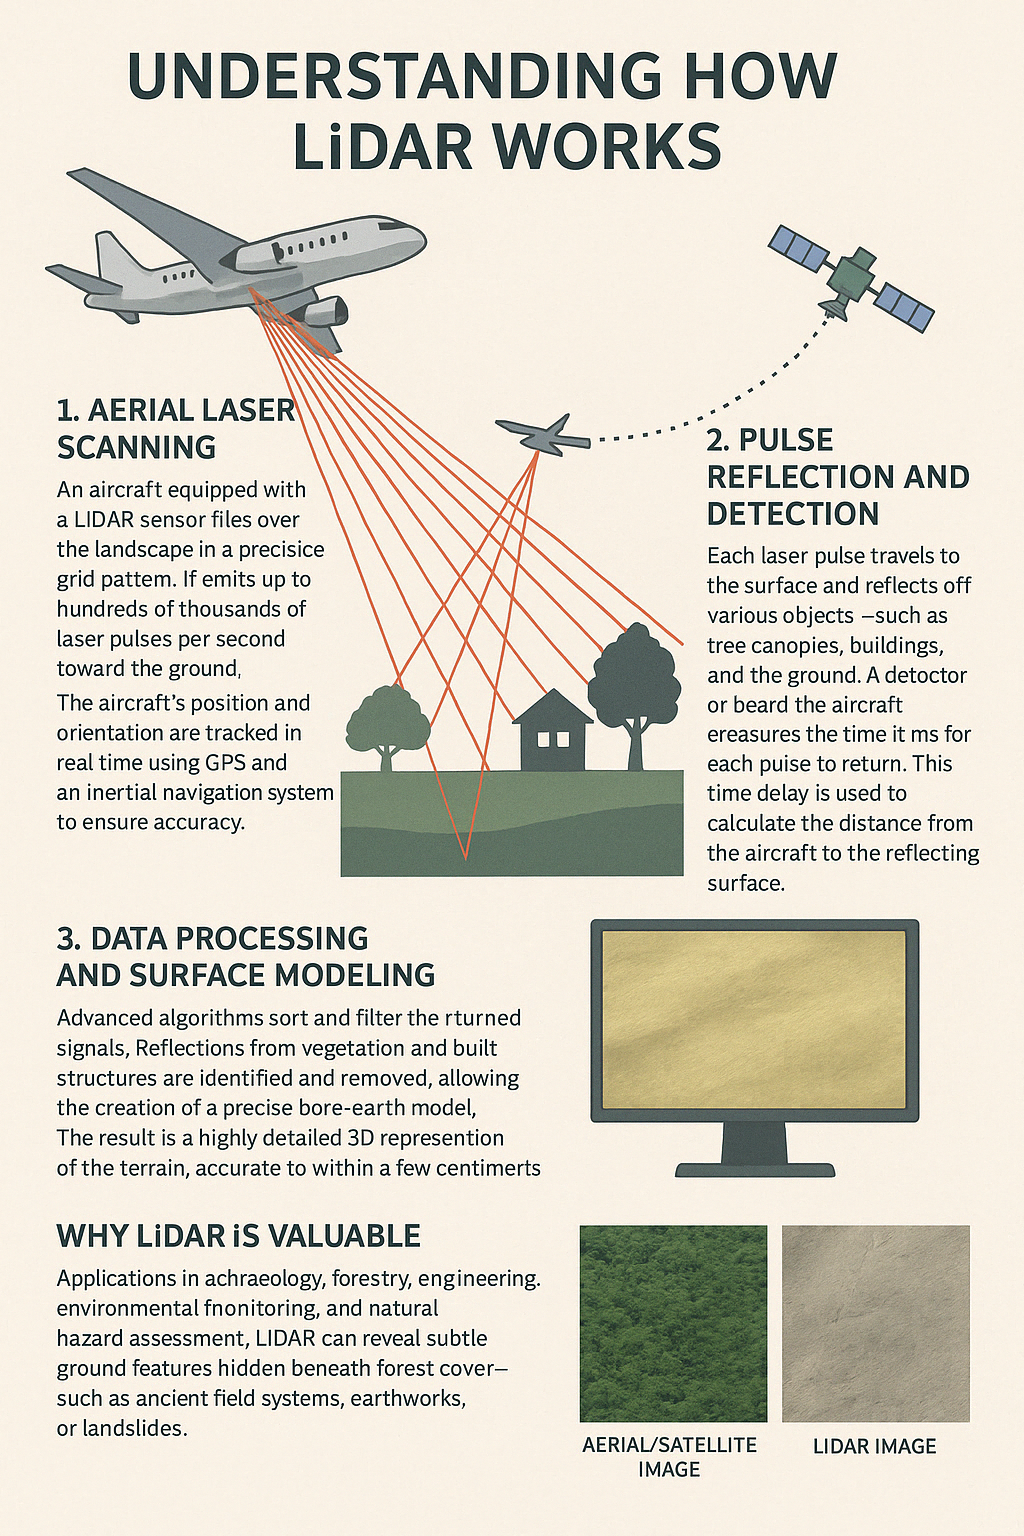 UNDERSTANDING HOW
LiDAR WORKS
1. AERIAL LASER
SCANNING
An aircraft equipped with
a LIDAR sensor files over
the landscape in a precisice
grid pattem. If emits up to
hundreds of thousands of
laser pulses per second
toward the ground,
The aircraft's position and
orientation are tracked in
real time using GPS and
an inertial navigation system
to ensure accuracy.
2. PULSE
REFLECTION AND
DETECTION
Each laser pulse travels to
the surface and reflects off
various objects –such as
tree canopies, buildings,
and the ground. A detoctor
or beard the aircraft
ereasures the time it ms for
each puise to return. This
time delay is used to
calculate the distance from
the aircraft to the reflecting
surface.
3. DATA PROCESSING
AND SURFACE MODELING
Advanced algorithms sort and filter the rturned
signals, Reflections from vegetation and built
structures are identified and removed, allowing
the creation of a precise bore-earth model,
The result is a highly detailed 3D represention
of the terrain, accurate to within a few centimerts
WHY LiDAR iS VALUABLE
Applications in achraeology, forestry, engineering.
environmental fnonitoring, and natural
hazard assessment, LIDAR can reveal subtle
ground features hidden beneath forest cover–
such as ancient field systems, earthworks,
or landslides.
AERIAL/SATELLITE
IMAGE
LIDAR IMAGE